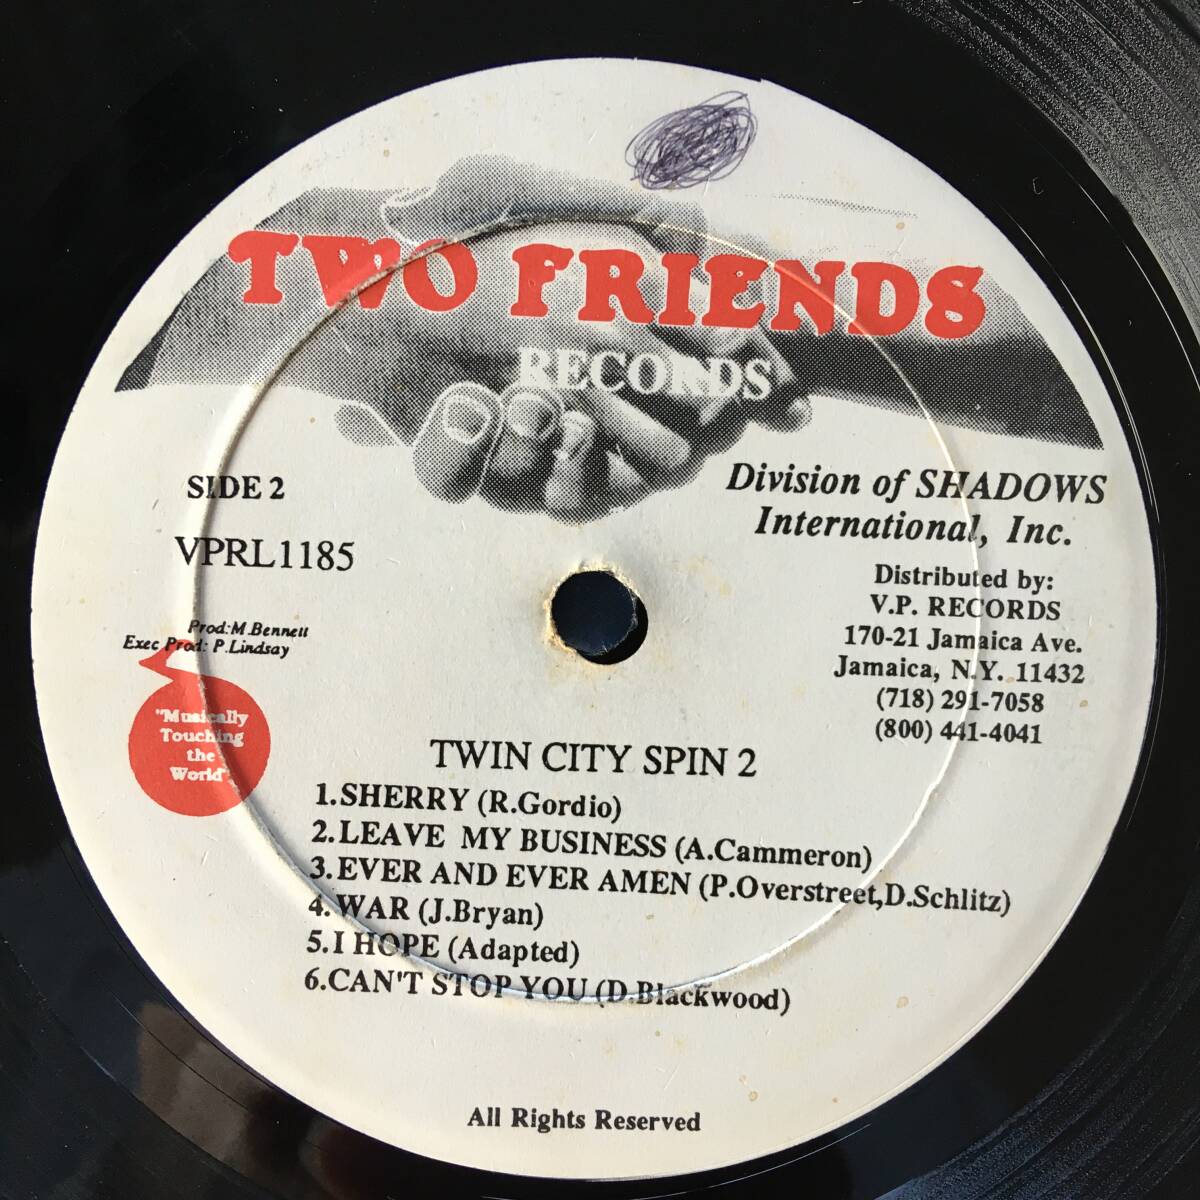 TWO FRIENDS
RECORDS
SIDE 2
VPRL1185
Division of SHADOWS
International, Inc.
Distributed by:
V.P. RECORDS
170-21 Jamaica Ave.
Jamaica, N.Y. 11432
(718) 291-7058
(800) 441-4041
Prod:M.Bennett
Exec Prod: P.Lindsay
"Musically
Touching
the
World"
TWIN CITY SPIN 2
1.SHERRY (R.Gordio)
2.LEAVE MY BUSINESS (A.Cammeron)
3.EVER AND EVER AMEN (P.Overstreet,D.Schlitz)
4.WAR (J.Bryan)
5.I HOPE (Adapted)
6.CAN'T STOP YOU (D.Blackwood)
All Rights Reserved